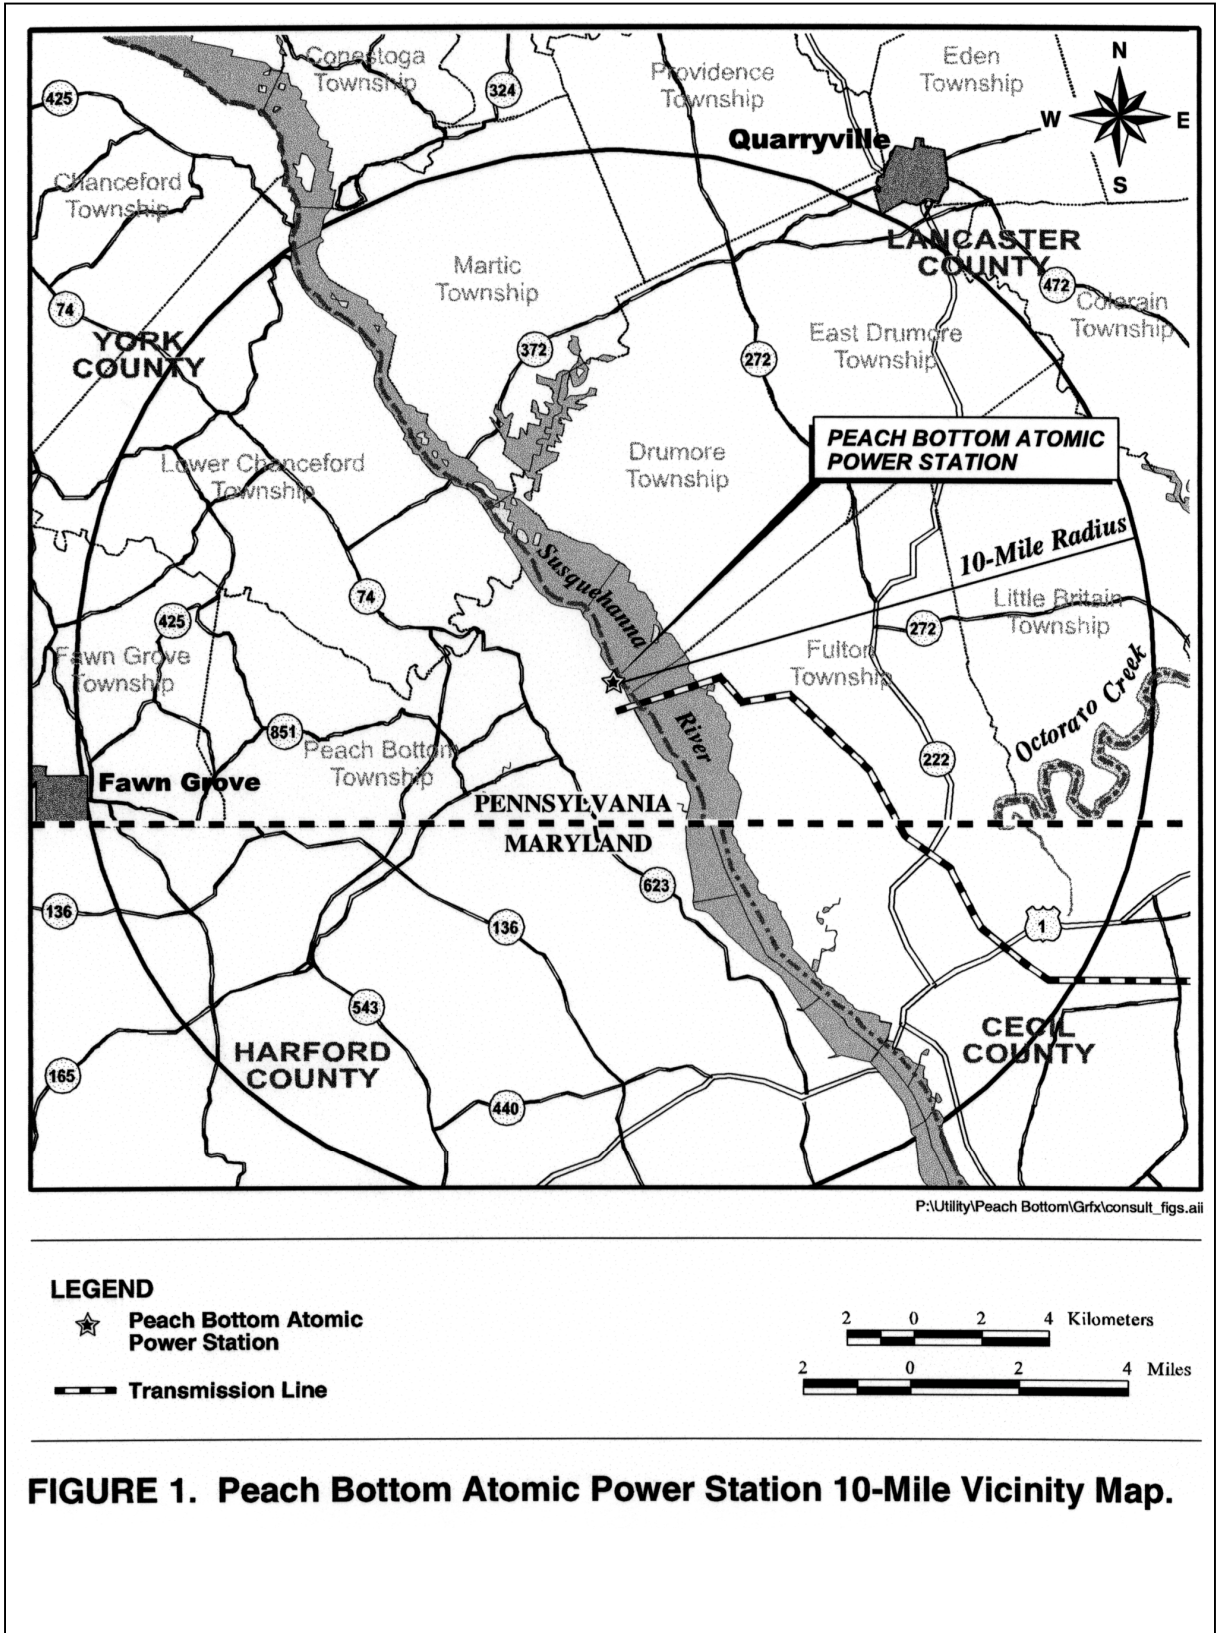 Conestoga
Township
Providence
Township
Eden
Township
N
W
E
S
425
324
Quarryville
Chanceford
Township
LANCASTER
COUNTY
Martic
Township
472
Colerain
Township
74
YORK
COUNTY
372
272
East Drumore
Township
PEACH BOTTOM ATOMIC
POWER STATION
Lower Chanceford
Township
Drumore
Township
Susquehanna
10-Mile Radius
74
Little Britain
Township
425
272
Fawn Grove
Township
Fulton
Township
Octoraro Creek
851
Peach Bottom
Township
River
222
Fawn Grove
PENNSYLVANIA
MARYLAND
623
136
136
1
543
CECIL
COUNTY
HARFORD
COUNTY
165
440
P:\Utility\Peach Bottom\Grfx\consult_figs.aii
LEGEND
Peach Bottom Atomic
Power Station
Transmission Line
2 0 2 4 Kilometers
2 0 2 4 Miles
FIGURE 1. Peach Bottom Atomic Power Station 10-Mile Vicinity Map.